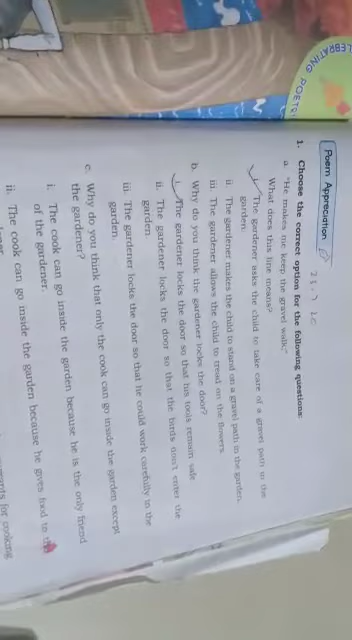 CELEBRATING POETRY
Poem Appreciation
1. Choose the correct option for the following questions:
a. "He makes me keep the gravel walk."
What does this line mean?
The gardener asks the child to take care of a gravel path in the
garden.
ii. The gardener makes the child to stand on a gravel path in the garden.
iii. The gardener allows the child to tread on the flowers.
b. Why do you think the gardener locks the door?
The gardener locks the door so that his tools remain safe
ii. The gardener locks the door so that the birds don't enter the
garden.
iii. The gardener locks the door so that he could work carefully in the
garden.
c. Why do you think that only the cook can go inside the garden except
the gardener?
i. The cook can go inside the garden because he is the only friend
of the gardener.
ii. The cook can go inside the garden because he gives food to
for cooking